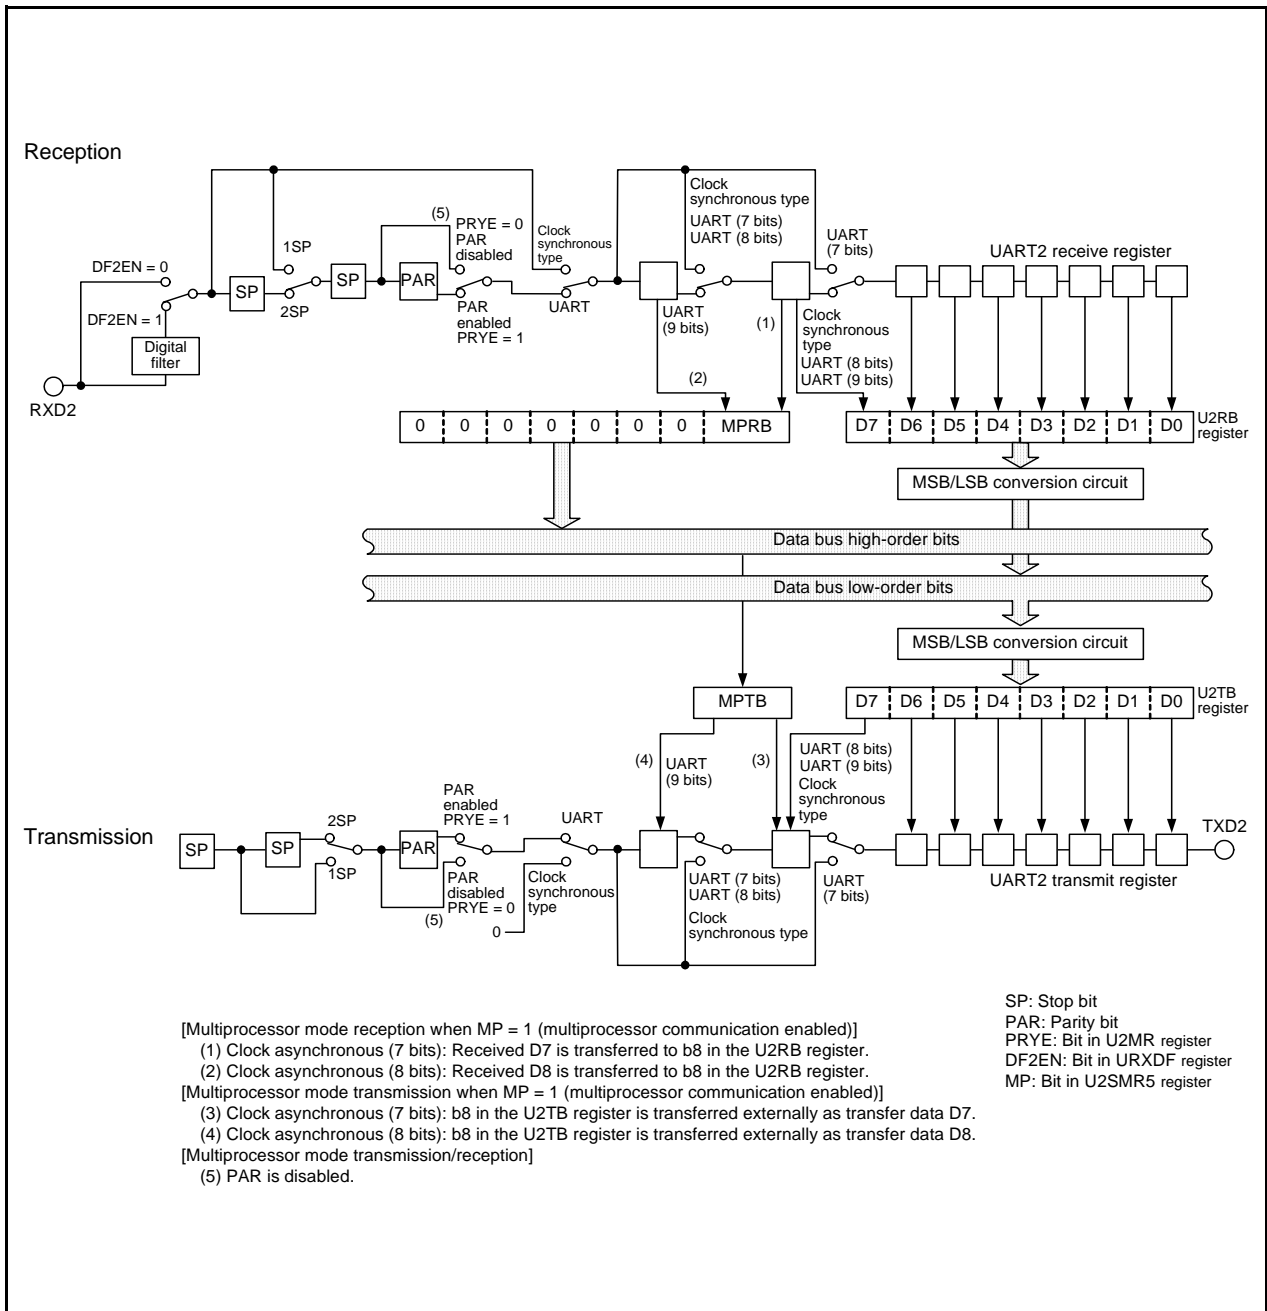 Reception
(5)
PRYE = 0
PAR
disabled
Clock
synchronous
type
Clock
synchronous type
UART (7 bits)
UART (8 bits)
UART
(7 bits)
UART2 receive register
1SP
DF2EN = 0
SP
SP
PAR
2SP
UART
DF2EN = 1
PAR
enabled
PRYE = 1
UART
(9 bits)
(1)
Clock
synchronous
type
UART (8 bits)
UART (9 bits)
Digital
filter
(2)
RXD2
0 0 0 0 0 0 0 MPRB
D7 D6 D5 D4 D3 D2 D1 D0
U2RB
register
MSB/LSB conversion circuit
Data bus high-order bits
Data bus low-order bits
MSB/LSB conversion circuit
MPTB
D7 D6 D5 D4 D3 D2 D1 D0
U2TB
register
(4)
UART
(9 bits)
(3)
UART (8 bits)
UART (9 bits)
Clock
synchronous
type
PAR
enabled
PRYE = 1
2SP
UART
TXD2
Transmission
SP
SP
PAR
1SP
PAR
disabled
PRYE = 0
(5)
Clock
synchronous
type
0
UART (7 bits)
UART (8 bits)
Clock
synchronous type
UART
(7 bits)
UART2 transmit register
SP: Stop bit
PAR: Parity bit
PRYE: Bit in U2MR register
DF2EN: Bit in URXDF register
MP: Bit in U2SMR5 register
[Multiprocessor mode reception when MP = 1 (multiprocessor communication enabled)]
(1) Clock asynchronous (7 bits): Received D7 is transferred to b8 in the U2RB register.
(2) Clock asynchronous (8 bits): Received D8 is transferred to b8 in the U2RB register.
[Multiprocessor mode transmission when MP = 1 (multiprocessor communication enabled)]
(3) Clock asynchronous (7 bits): b8 in the U2TB register is transferred externally as transfer data D7.
(4) Clock asynchronous (8 bits): b8 in the U2TB register is transferred externally as transfer data D8.
[Multiprocessor mode transmission/reception]
(5) PAR is disabled.